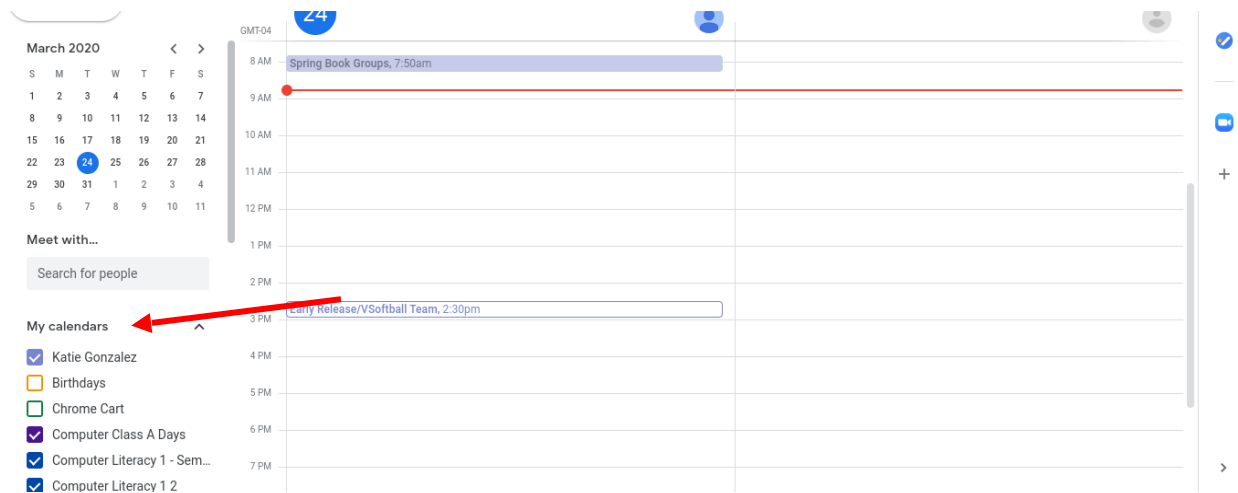 March 2020
S M T W T F S
1 2 3 4 5 6 7
8 9 10 11 12 13 14
15 16 17 18 19 20 21
22 23 24 25 26 27 28
29 30 31 1 2 3 4
5 6 7 8 9 10 11
Meet with...
Search for people
My calendars
Katie Gonzalez
Birthdays
Chrome Cart
Computer Class A Days
Computer Literacy 1 - Sem...
Computer Literacy 1 2
24
GMT-04
8 AM
Spring Book Groups, 7:50am
9 AM
10 AM
11 AM
12 PM
1 PM
2 PM
Early Release/VSoftball Team, 2:30pm
3 PM
4 PM
5 PM
6 PM
7 PM